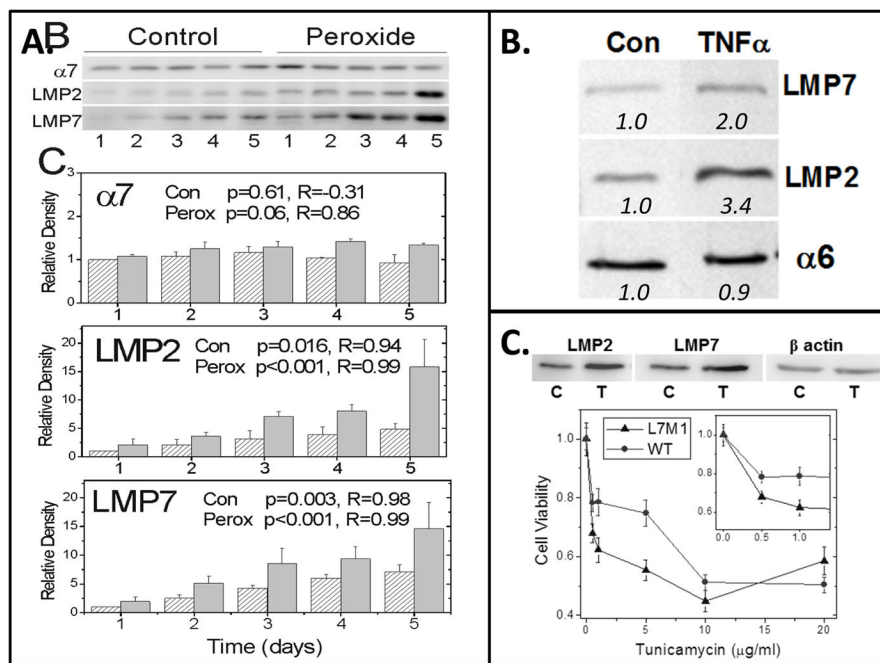 A. B
Control Peroxide
α7
LMP2
LMP7
1 2 3 4 5 1 2 3 4 5
C
3
2
1
0
Relative Density
α7
Con p=0.61, R=-0.31
Perox p=0.06, R=0.86
1 2 3 4 5
20
15
10
5
0
Relative Density
LMP2
Con p=0.016, R=0.94
Perox p<0.001, R=0.99
1 2 3 4 5
20
15
10
5
0
Relative Density
LMP7
Con p=0.003, R=0.98
Perox p<0.001, R=0.99
1 2 3 4 5
Time (days)
B.
Con TNFα
LMP7
1.0 2.0
LMP2
1.0 3.4
α6
1.0 0.9
C.
LMP2 LMP7 β actin
C T C T C T
1.0
0.8
0.6
0.4
Cell Viability
L7M1
WT
1.0
0.8
0.6
0.0 0.5 1.0
0 5 10 15 20
Tunicamycin (μg/ml)